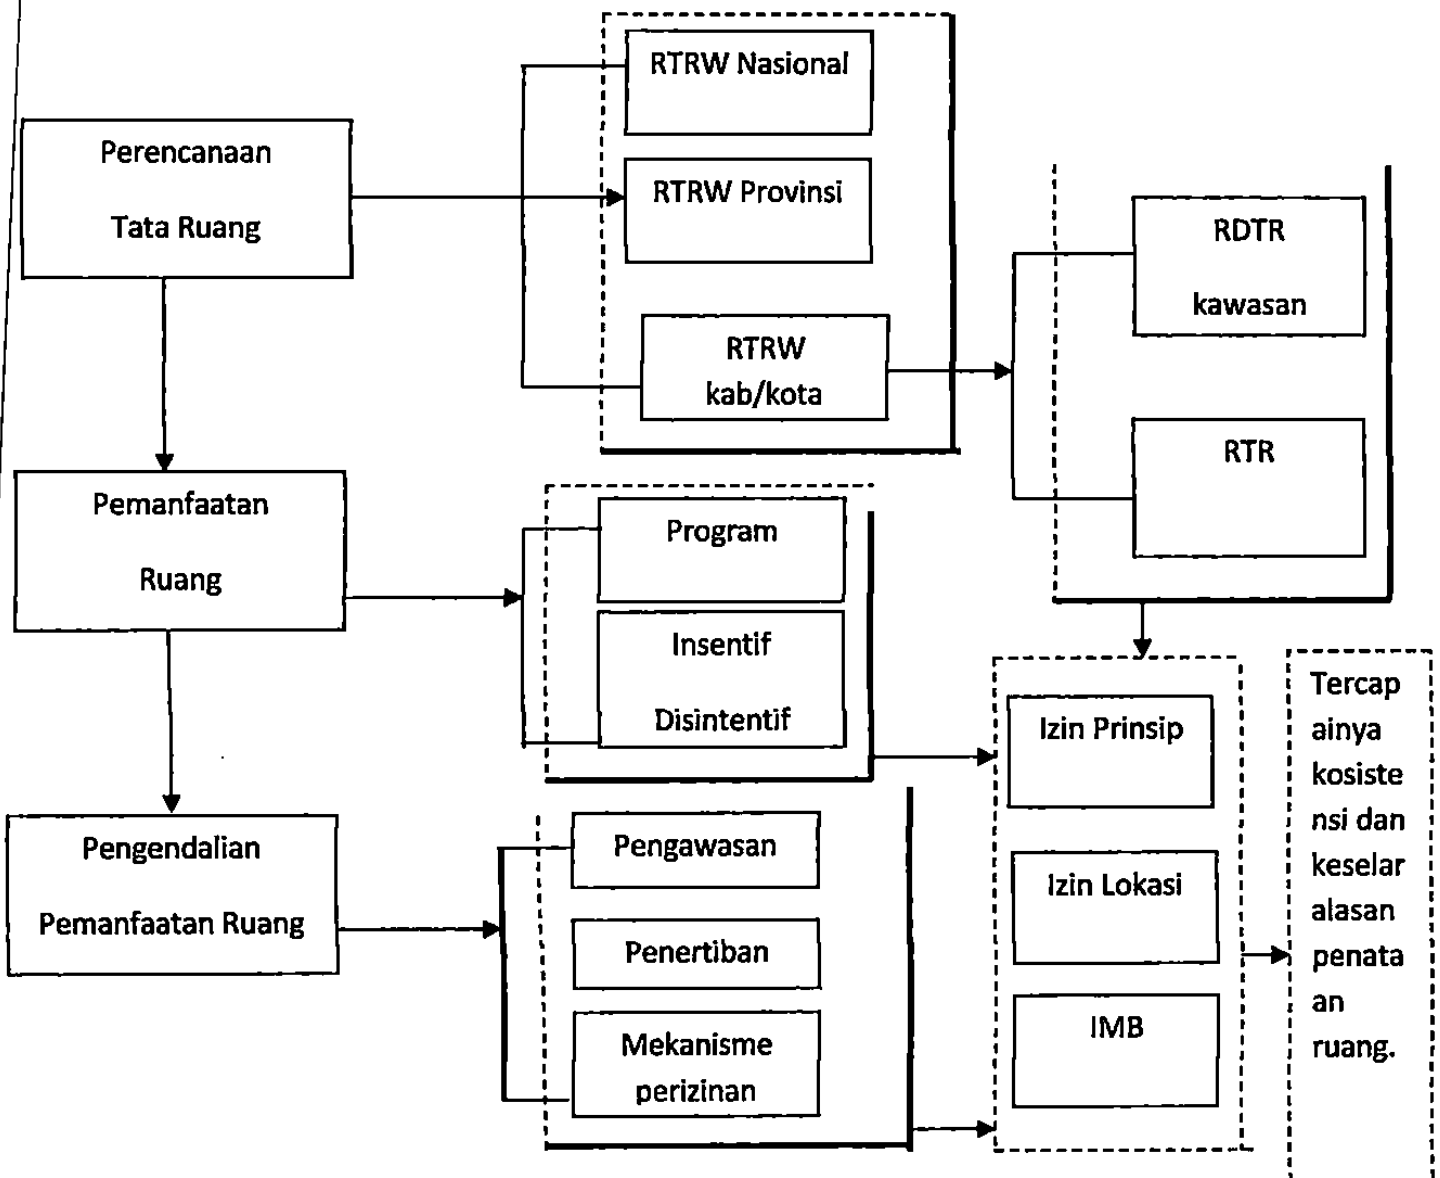 RTRW Nasional
Perencanaan
Tata Ruang
RTRW Provinsi
RTRW
kab/kota
RDTR
kawasan
RTR
Pemanfaatan
Ruang
Program
Insentif
Disintentif
Pengendalian
Pemanfaatan Ruang
Pengawasan
Penertiban
Mekanisme
perizinan
Izin Prinsip
Izin Lokasi
IMB
Tercap
ainya
kosiste
nsi dan
keselar
alasan
penata
an
ruang.